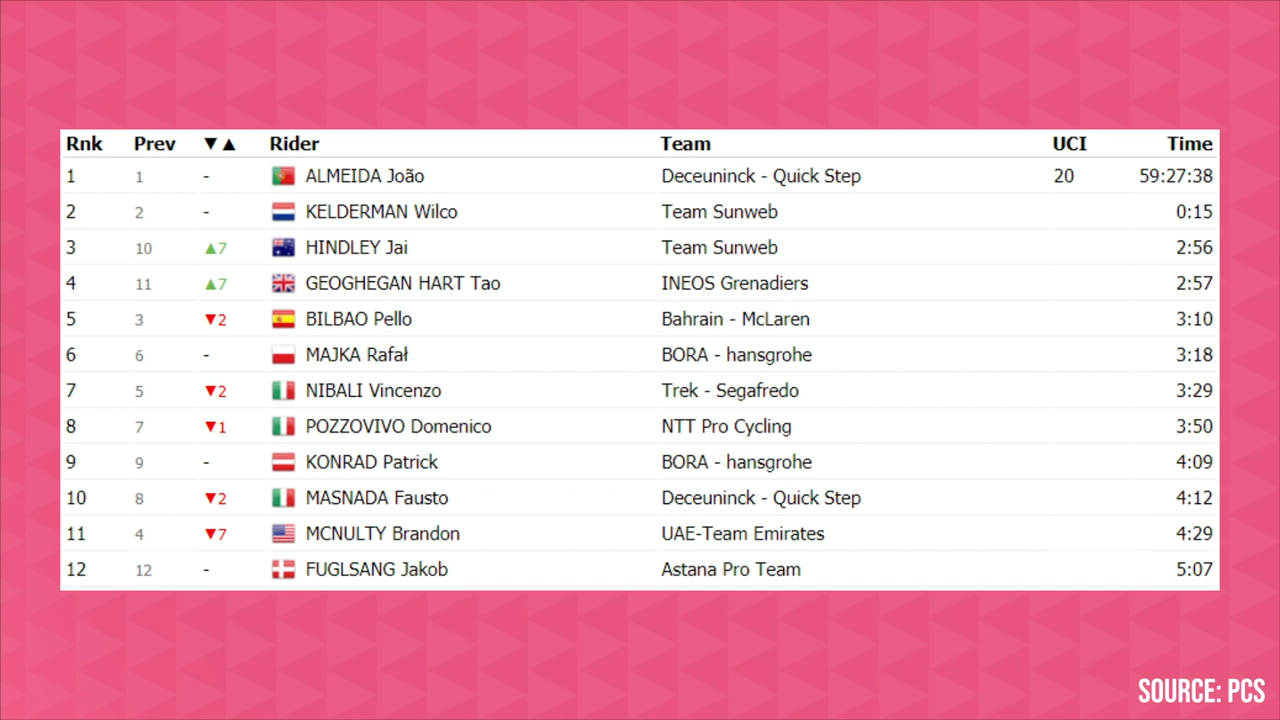 Rnk Prev ▼▲ Rider Team UCI Time
1 1 - ALMEIDA João Deceuninck - Quick Step 20 59:27:38
2 2 - KELDERMAN Wilco Team Sunweb 0:15
3 10 ▲7 HINDLEY Jai Team Sunweb 2:56
4 11 ▲7 GEOGHEGAN HART Tao INEOS Grenadiers 2:57
5 3 ▼2 BILBAO Pello Bahrain - McLaren 3:10
6 6 - MAJKA Rafał BORA - hansgrohe 3:18
7 5 ▼2 NIBALI Vincenzo Trek - Segafredo 3:29
8 7 ▼1 POZZOVIVO Domenico NTT Pro Cycling 3:50
9 9 - KONRAD Patrick BORA - hansgrohe 4:09
10 8 ▼2 MASNADA Fausto Deceuninck - Quick Step 4:12
11 4 ▼7 MCNULTY Brandon UAE-Team Emirates 4:29
12 12 - FUGLSANG Jakob Astana Pro Team 5:07
SOURCE: PCS